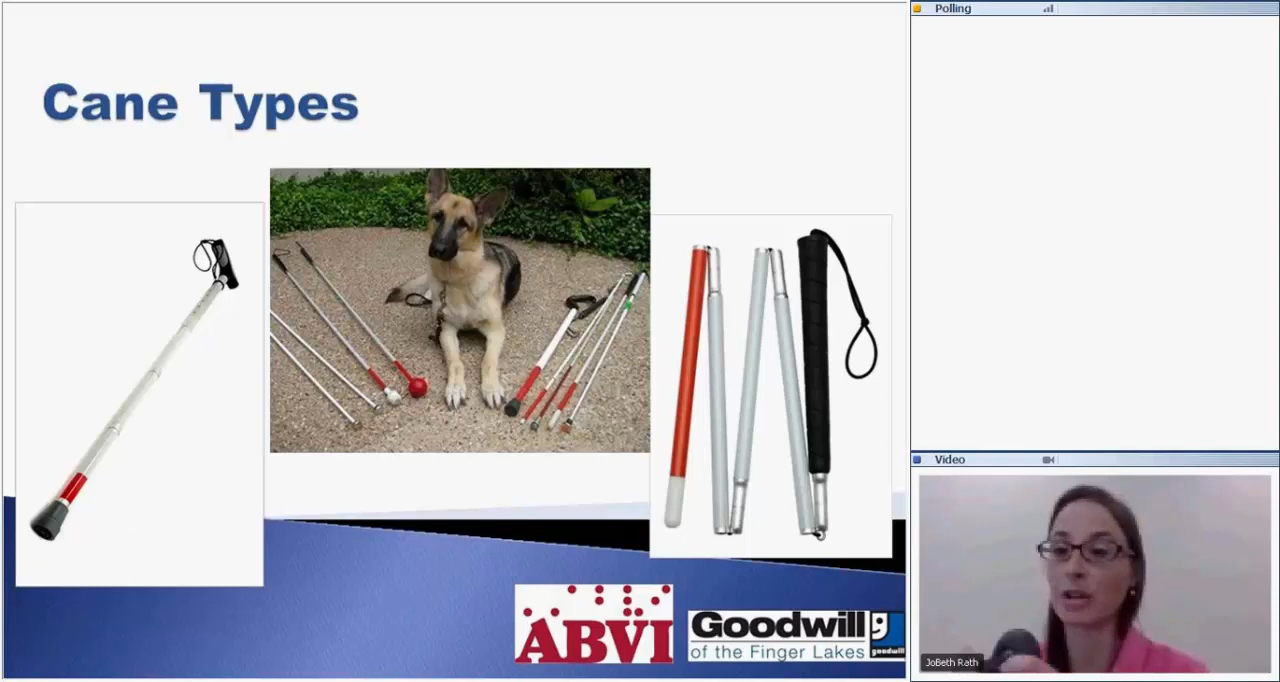 Cane Types
ABVI
Goodwill
of the Finger Lakes
goodwill
Polling
Video
JoBeth Rath